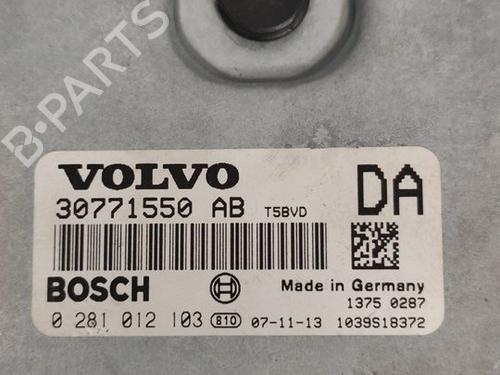 B-PARTS
VOLVO
30771550 AB T5BVD
DA
BOSCH
Made in Germany
1375 0287
0 281 012 103 810 07-11-13 1039S18372